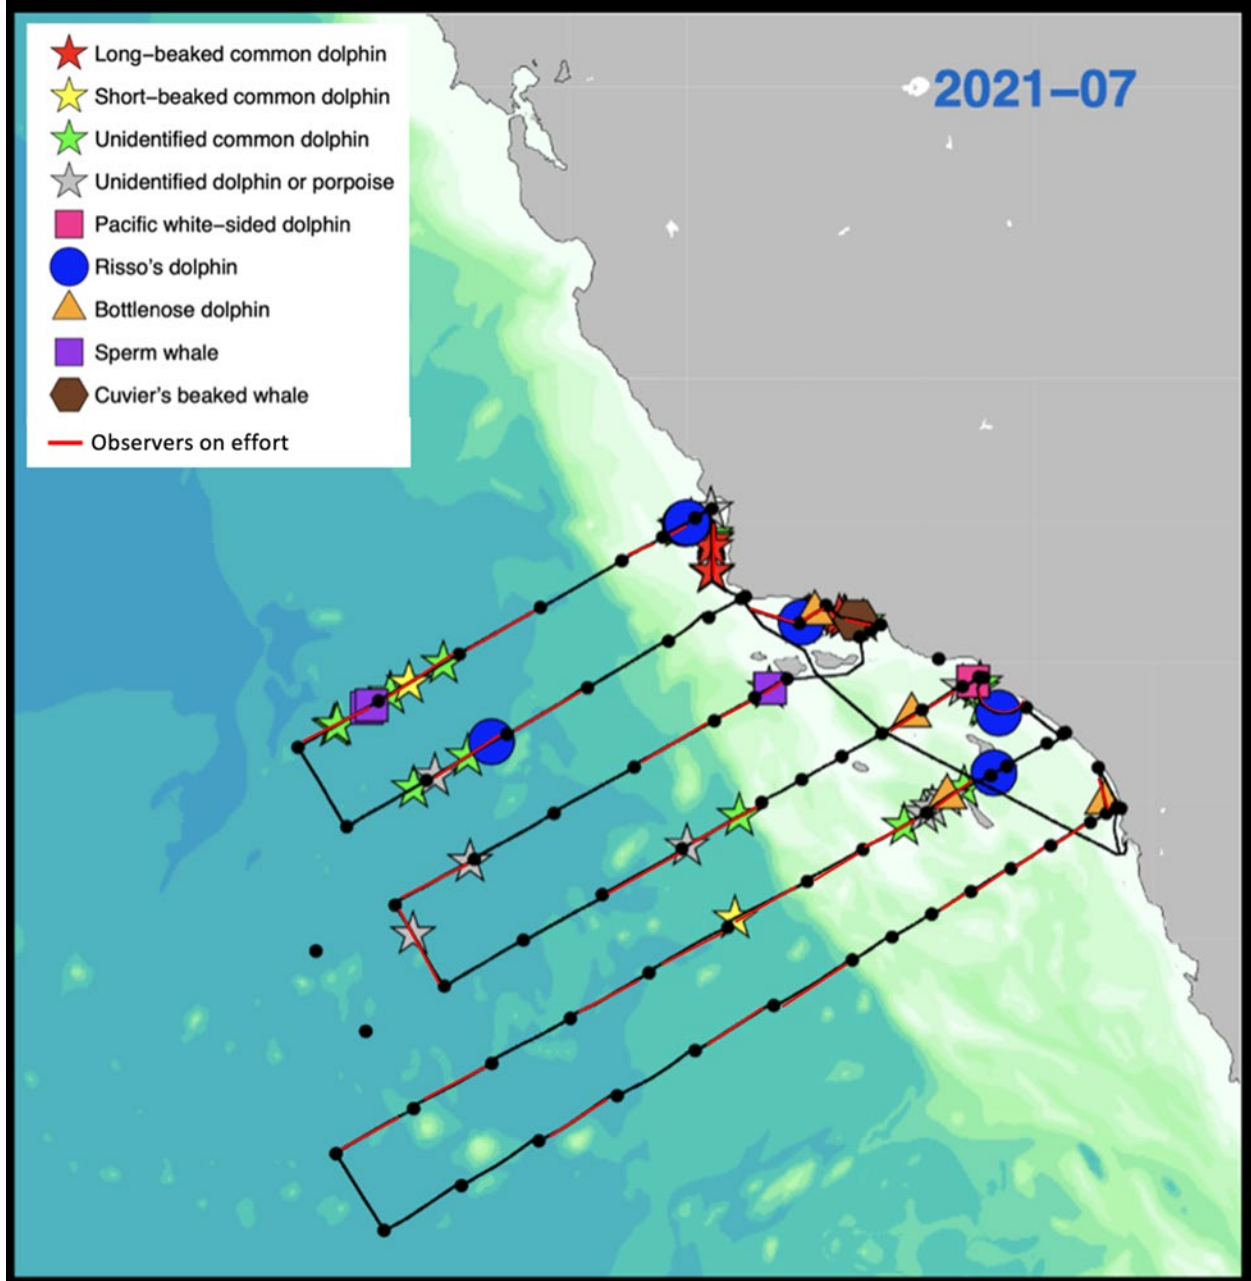 Long−beaked common dolphin
Short−beaked common dolphin
Unidentified common dolphin
Unidentified dolphin or porpoise
Pacific white−sided dolphin
Risso's dolphin
Bottlenose dolphin
Sperm whale
Cuvier's beaked whale
Observers on effort
2021−07